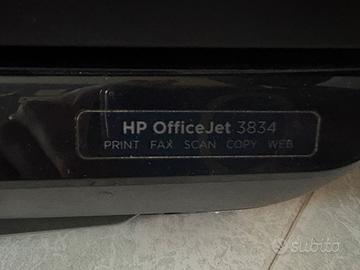 HP OfficeJet 3834
PRINT FAX SCAN COPY WEB
subito